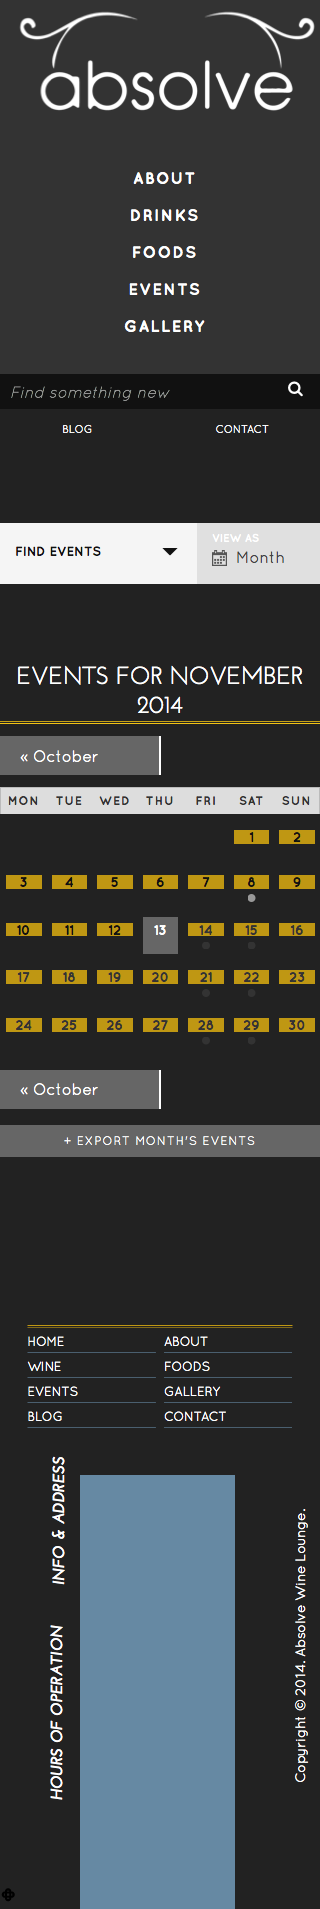 absolve
ABOUT
DRINKS
FOODS
EVENTS
GALLERY
Find something new
BLOG CONTACT
FIND EVENTS
VIEW AS
Month
EVENTS FOR NOVEMBER
2014
« October
MON TUE WED THU FRI SAT SUN
1 2
3 4 5 6 7 8 9
10 11 12 13 14 15 16
17 18 19 20 21 22 23
24 25 26 27 28 29 30
« October
+ EXPORT MONTH'S EVENTS
HOME ABOUT
WINE FOODS
EVENTS GALLERY
BLOG CONTACT
INFO & ADDRESS
HOURS OF OPERATION
Copyright © 2014. Absolve Wine Lounge.